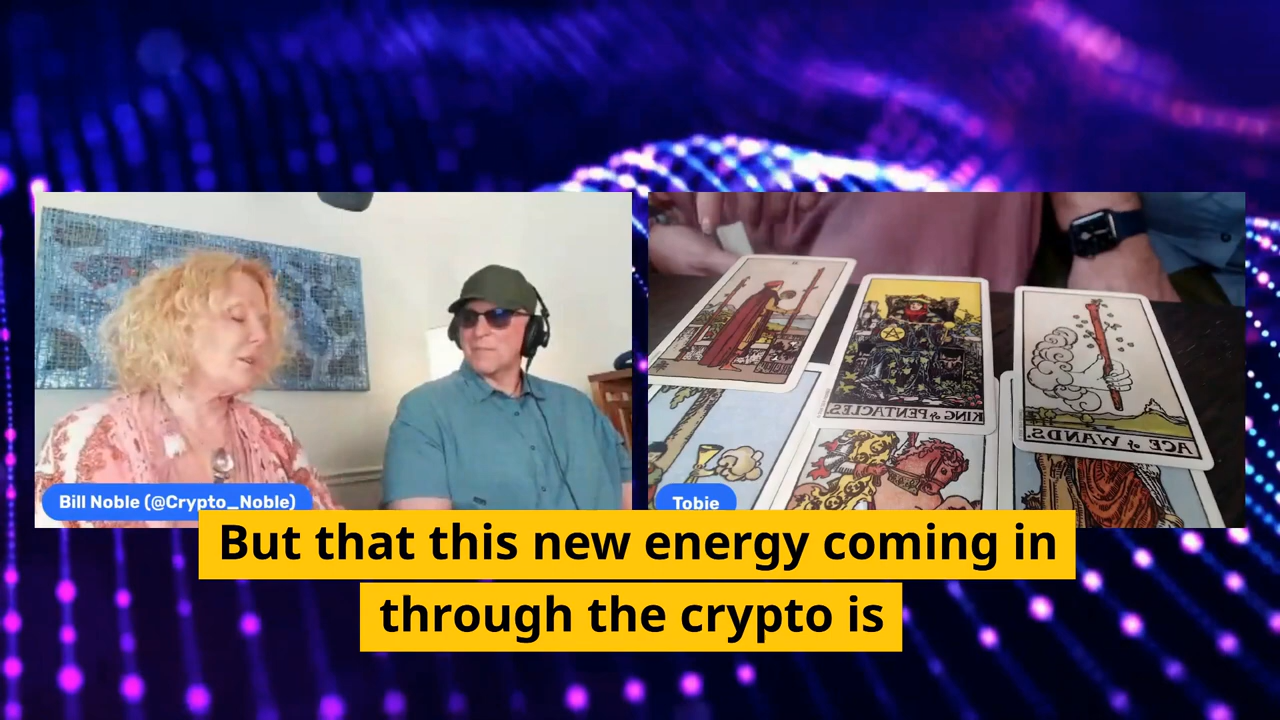 Bill Noble (@Crypto_Noble)
Tobie
KING of PENTACLES.
ACE of WANDS.
But that this new energy coming in
through the crypto is